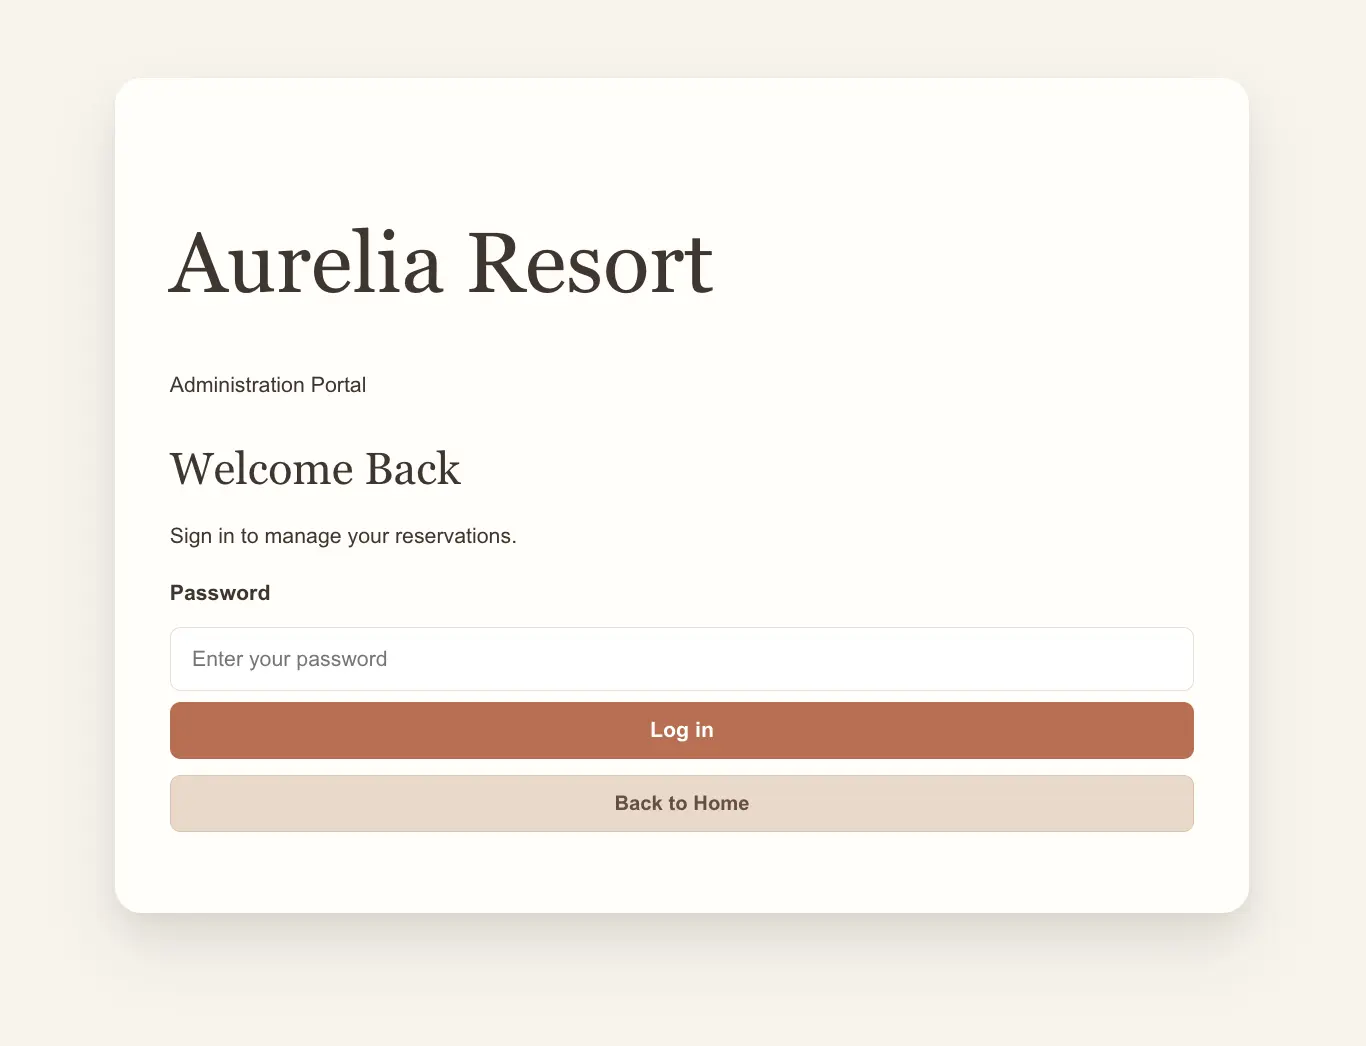 Aurelia Resort
Administration Portal
Welcome Back
Sign in to manage your reservations.
Password
Enter your password
Log in
Back to Home